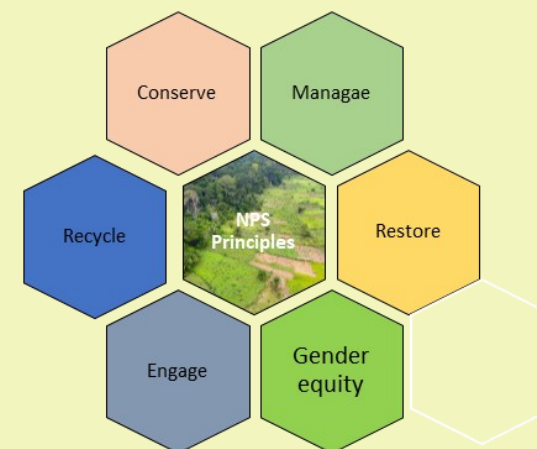 Conserve
Managae
Recycle
NPS
Principles
Restore
Engage
Gender
equity